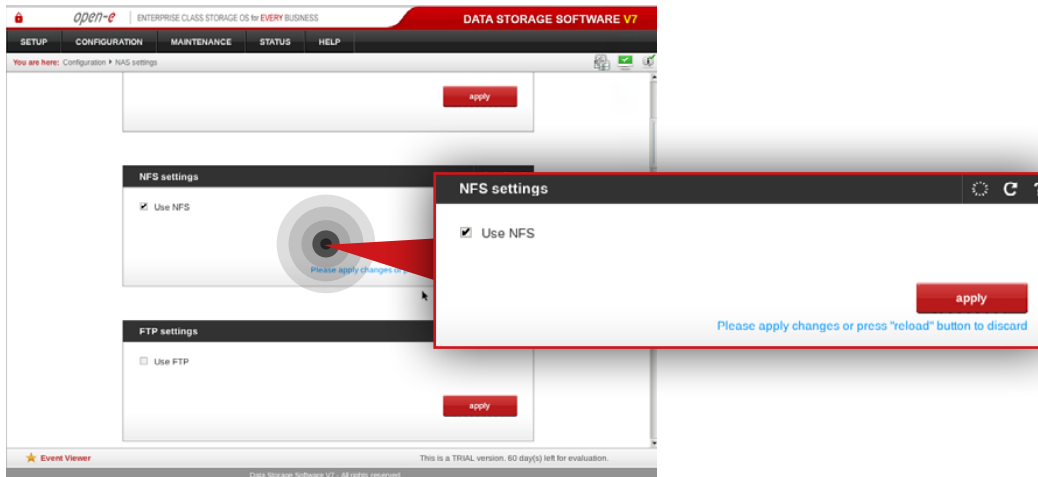 open-e ENTERPRISE CLASS STORAGE OS for EVERY BUSINESS DATA STORAGE SOFTWARE V7
SETUP CONFIGURATION MAINTENANCE STATUS HELP
You are here: Configuration NAS settings
apply
NFS settings
Use NFS
Please apply changes or
NFS settings ?
Use NFS
apply
Please apply changes or press "reload" button to discard
FTP settings
Use FTP
apply
Event Viewer This is a TRIAL version. 60 day(s) left for evaluation.
Data Storage Software V7 - All rights reserved